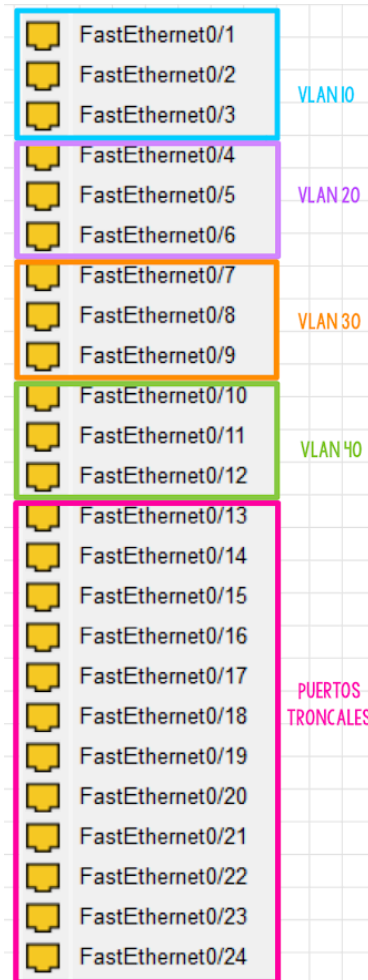 FastEthernet0/1
FastEthernet0/2
FastEthernet0/3
VLAN 10
FastEthernet0/4
FastEthernet0/5
FastEthernet0/6
VLAN 20
FastEthernet0/7
FastEthernet0/8
FastEthernet0/9
VLAN 30
FastEthernet0/10
FastEthernet0/11
FastEthernet0/12
VLAN 40
FastEthernet0/13
FastEthernet0/14
FastEthernet0/15
FastEthernet0/16
FastEthernet0/17
FastEthernet0/18
FastEthernet0/19
FastEthernet0/20
FastEthernet0/21
FastEthernet0/22
FastEthernet0/23
FastEthernet0/24
PUERTOS
TRONCALES